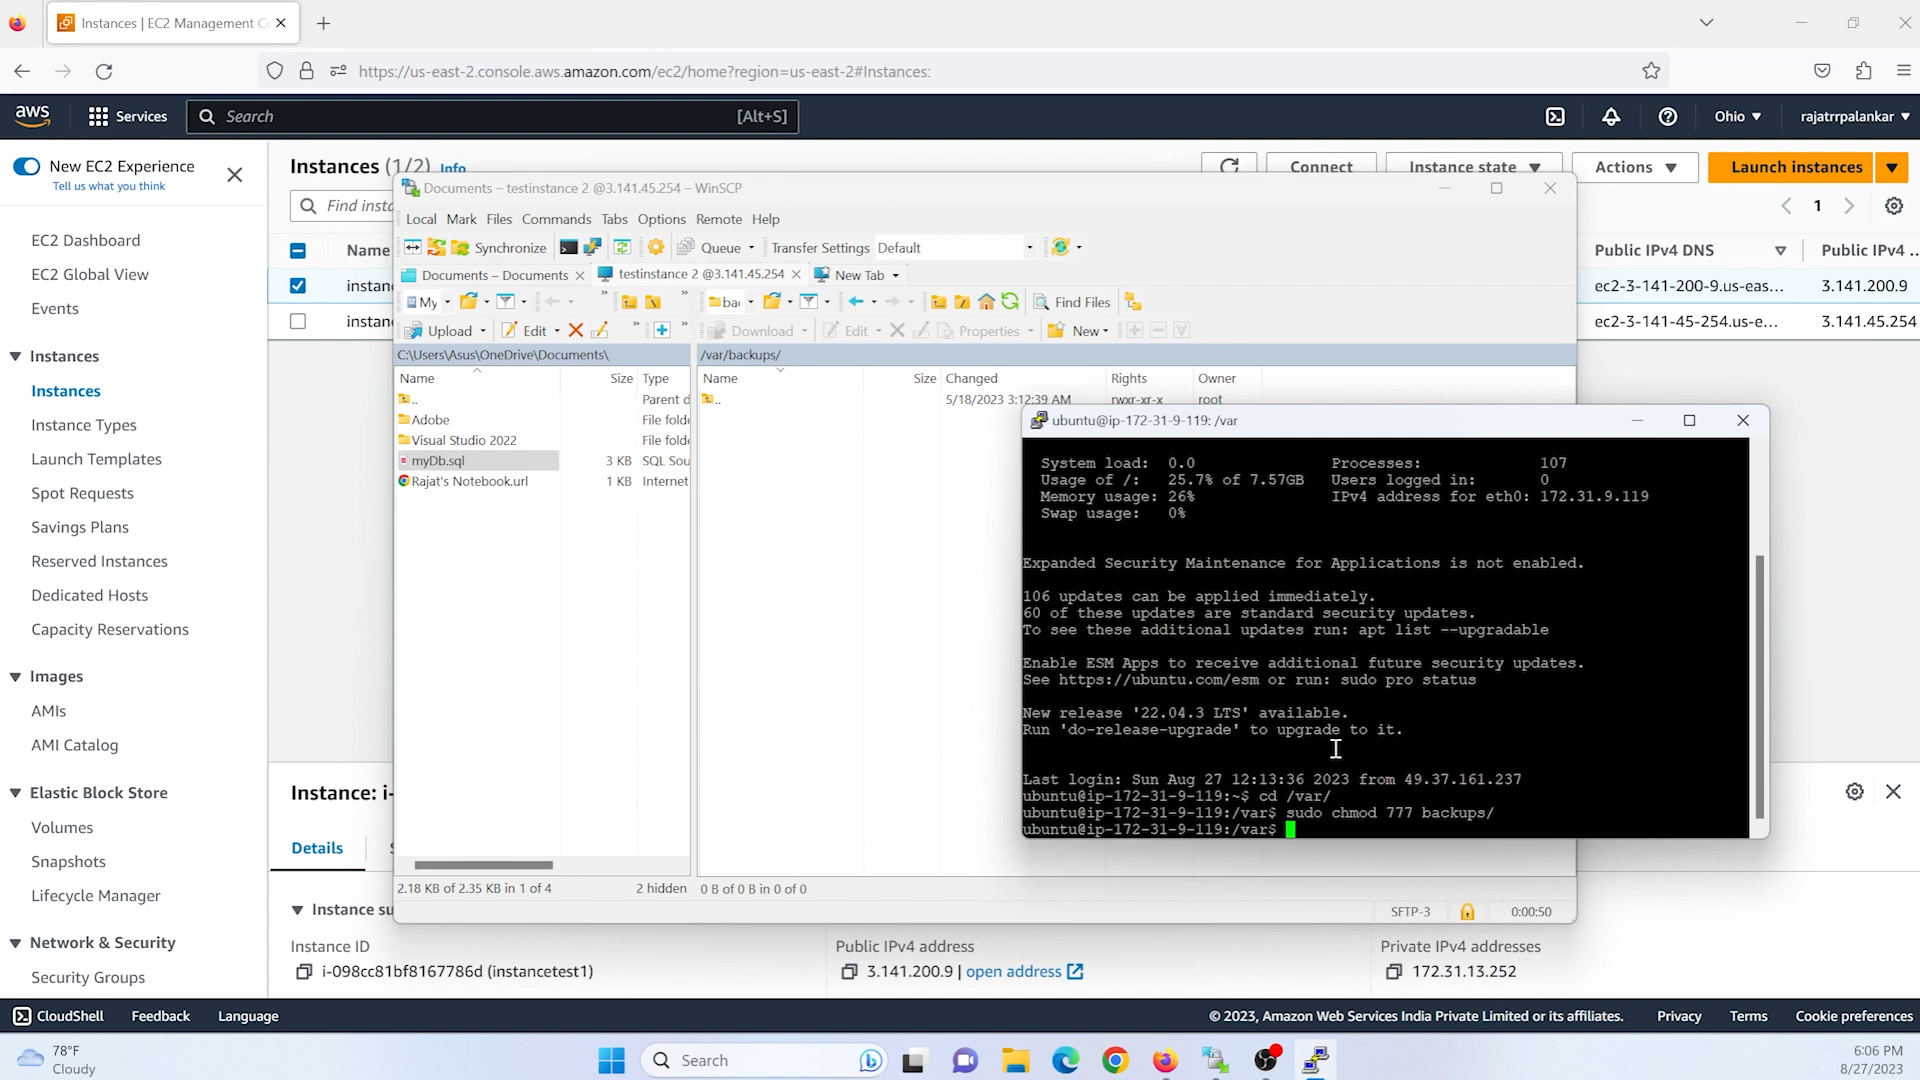 Instances | EC2 Management Co
https://us-east-2.console.aws.amazon.com/ec2/home?region=us-east-2#Instances:
aws Services Search [Alt+S] Ohio rajatrrpalankar
New EC2 Experience
Tell us what you think
EC2 Dashboard
EC2 Global View
Events
Instances
Instances
Instance Types
Launch Templates
Spot Requests
Savings Plans
Reserved Instances
Dedicated Hosts
Capacity Reservations
Images
AMIs
AMI Catalog
Elastic Block Store
Volumes
Snapshots
Lifecycle Manager
Network & Security
Security Groups
Instances (1/2) Info
Connect Instance state Actions Launch instances
Find insta
1
Name Public IPv4 DNS Public IPv4 ...
instan ec2-3-141-200-9.us-eas... 3.141.200.9
instan ec2-3-141-45-254.us-e... 3.141.45.254
Documents – testinstance 2 @3.141.45.254 – WinSCP
Local Mark Files Commands Tabs Options Remote Help
Synchronize Queue Transfer Settings Default
Documents – Documents testinstance 2 @3.141.45.254 New Tab
My bac Find Files
Upload Edit Download Edit Properties New
C:\Users\Asus\OneDrive\Documents\ /var/backups/
Name Size Type Name Size Changed Rights Owner
.. Parent d .. 5/18/2023 3:12:39 AM rwxr-xr-x root
Adobe File folde
Visual Studio 2022 File folde
myDb.sql 3 KB SQL Sou
Rajat's Notebook.url 1 KB Internet
2.18 KB of 2.35 KB in 1 of 4 2 hidden 0 B of 0 B in 0 of 0
SFTP-3 0:00:50
ubuntu@ip-172-31-9-119: /var
System load: 0.0 Processes: 107
Usage of /: 25.7% of 7.57GB Users logged in: 0
Memory usage: 26% IPv4 address for eth0: 172.31.9.119
Swap usage: 0%
Expanded Security Maintenance for Applications is not enabled.
106 updates can be applied immediately.
60 of these updates are standard security updates.
To see these additional updates run: apt list --upgradable
Enable ESM Apps to receive additional future security updates.
See https://ubuntu.com/esm or run: sudo pro status
New release '22.04.3 LTS' available.
Run 'do-release-upgrade' to upgrade to it.
Last login: Sun Aug 27 12:13:36 2023 from 49.37.161.237
ubuntu@ip-172-31-9-119:~$ cd /var/
ubuntu@ip-172-31-9-119:/var$ sudo chmod 777 backups/
ubuntu@ip-172-31-9-119:/var$
Instance: i-
Details
Instance su
Instance ID Public IPv4 address Private IPv4 addresses
i-098cc81bf8167786d (instancetest1) 3.141.200.9 | open address 172.31.13.252
CloudShell Feedback Language © 2023, Amazon Web Services India Private Limited or its affiliates. Privacy Terms Cookie preferences
78°F
Cloudy
Search
6:06 PM
8/27/2023